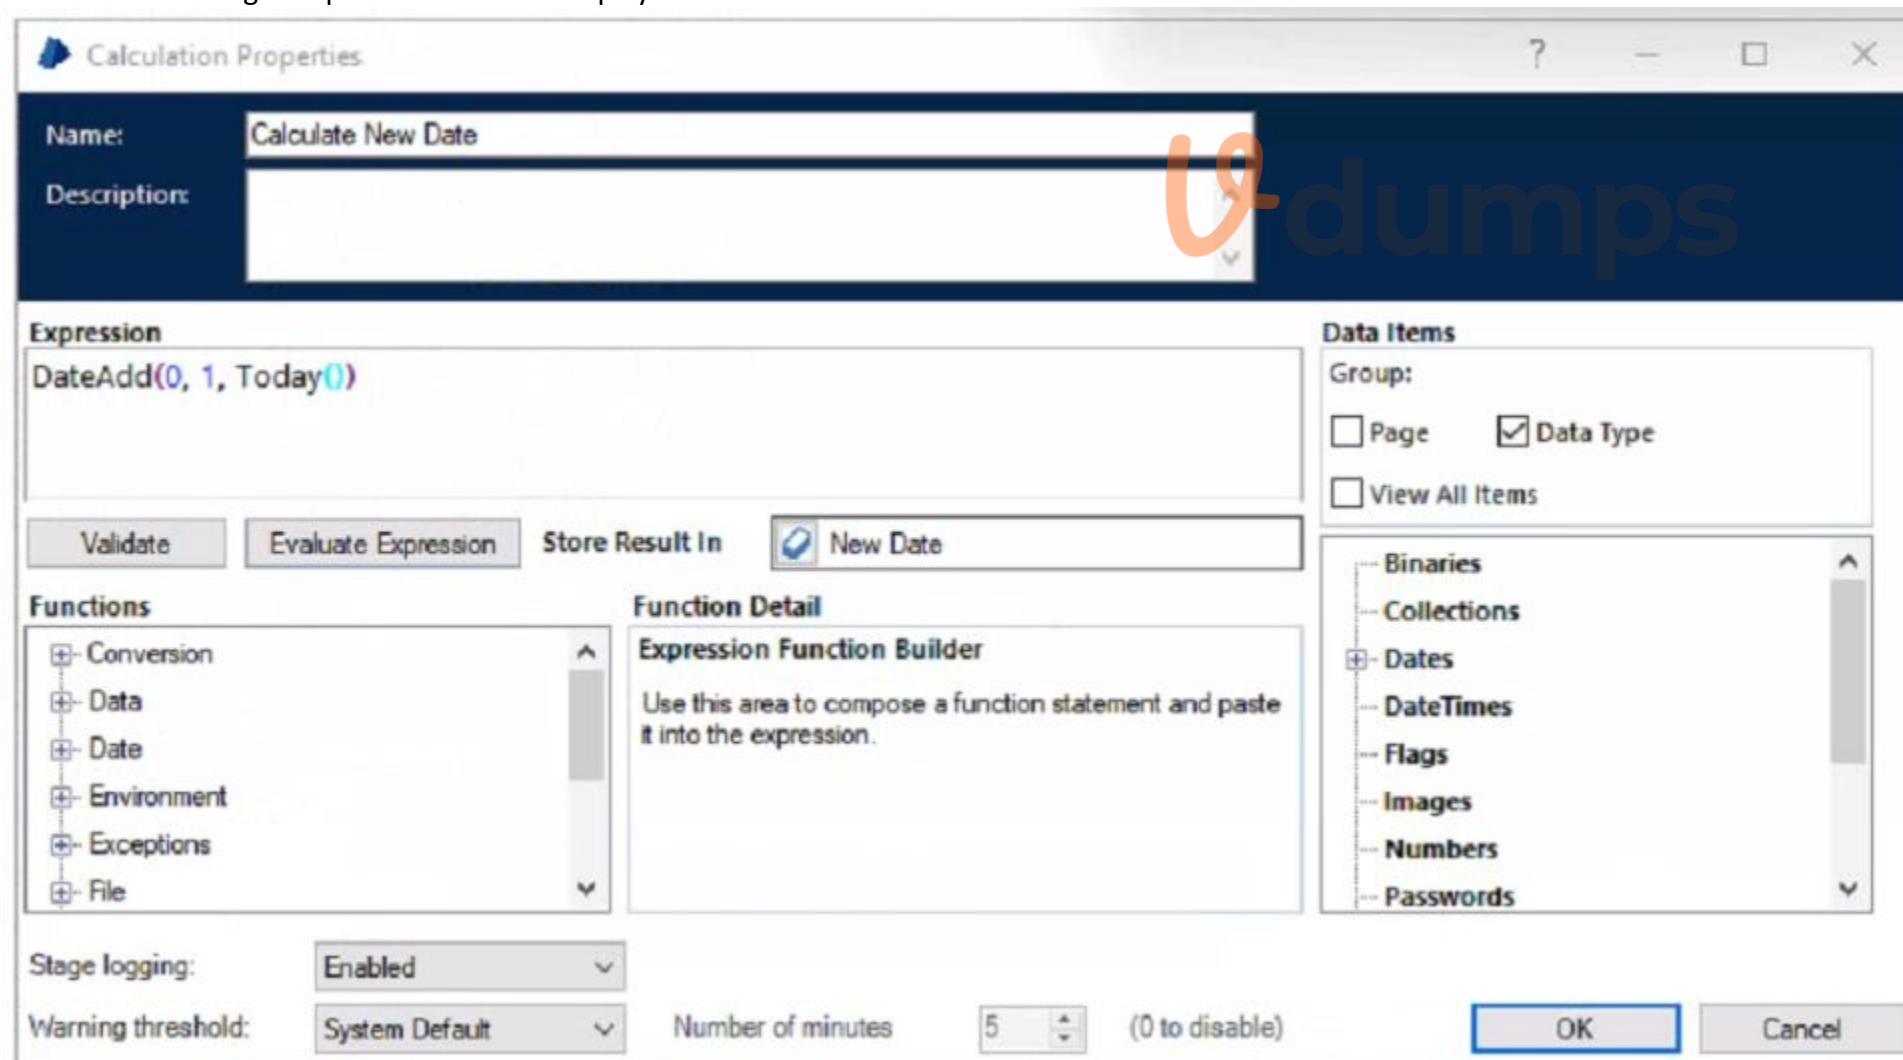 Calculation Properties
Name: Calculate New Date
Description:
dumps
Expression
DateAdd(0, 1, Today())
Validate Evaluate Expression Store Result In New Date
Functions
Conversion
Data
Date
Environment
Exceptions
File
Function Detail
Expression Function Builder
Use this area to compose a function statement and paste
it into the expression.
Data Items
Group:
Page Data Type
View All Items
Binaries
Collections
Dates
DateTimes
Flags
Images
Numbers
Passwords
Stage logging: Enabled
Warning threshold: System Default Number of minutes 5 (0 to disable)
OK Cancel